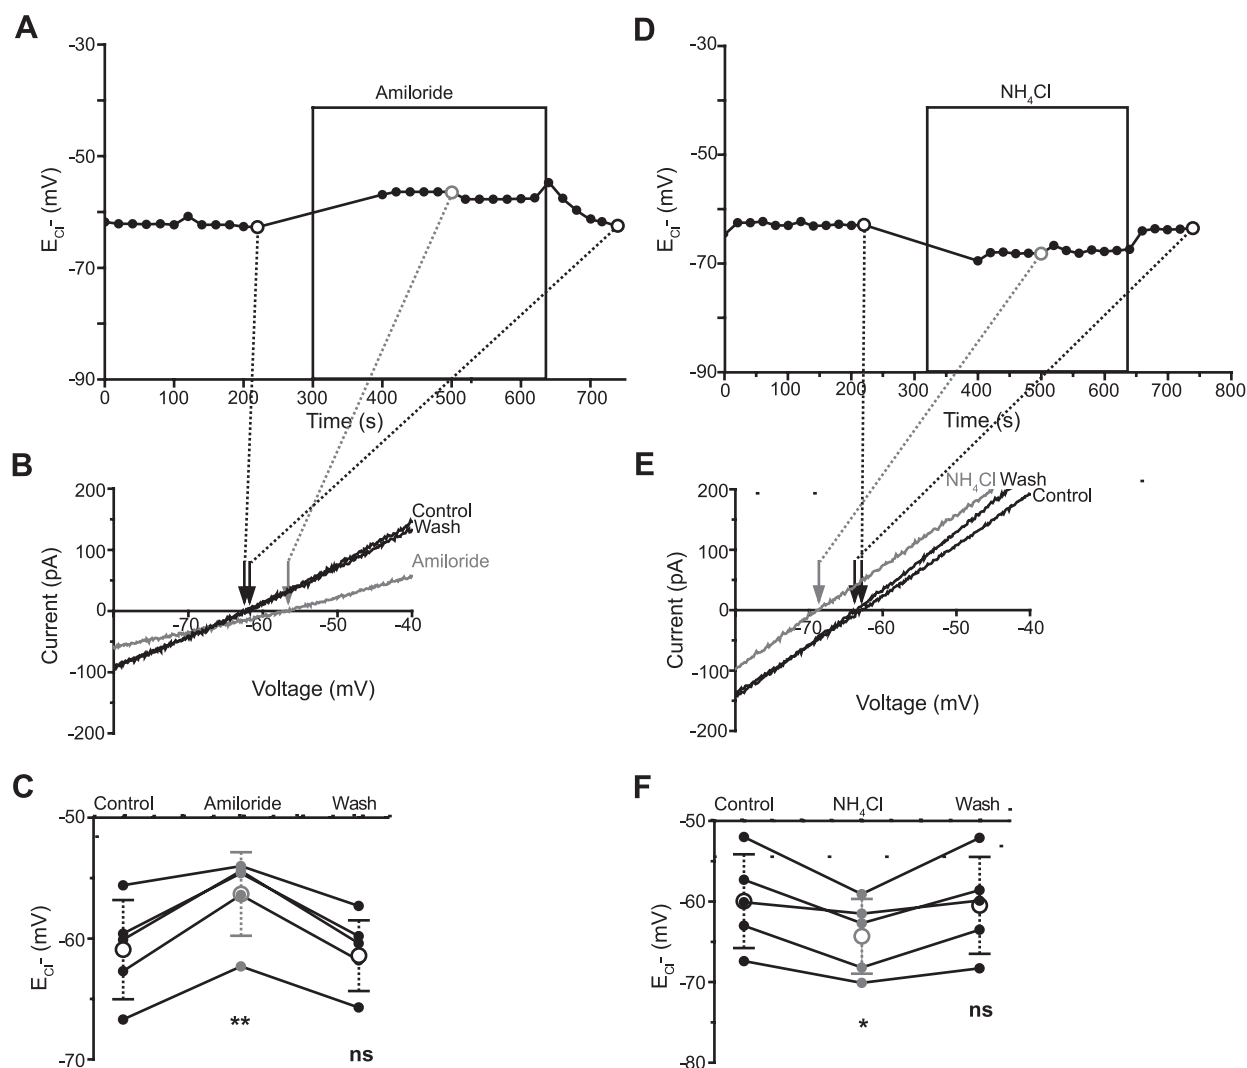 A
-30
-50
-70
-90
E_Cl- (mV)
Amiloride
0 100 200 300 400 500 600 700
Time (s)
B
200
100
0
-100
-200
Current (pA)
-70 -60 -50 -40
Voltage (mV)
Control
Wash
Amiloride
C
Control Amiloride Wash
-50
-60
-70
E_Cl- (mV)
**
ns
D
-30
-50
-70
-90
E_Cl- (mV)
NH₄Cl
0 100 200 300 400 500 600 700 800
Time (s)
E
200
100
0
-100
-200
Current (pA)
-70 -60 -50 -40
Voltage (mV)
NH₄Cl Wash
Control
F
Control NH₄Cl Wash
-50
-60
-70
-80
E_Cl- (mV)
*
ns